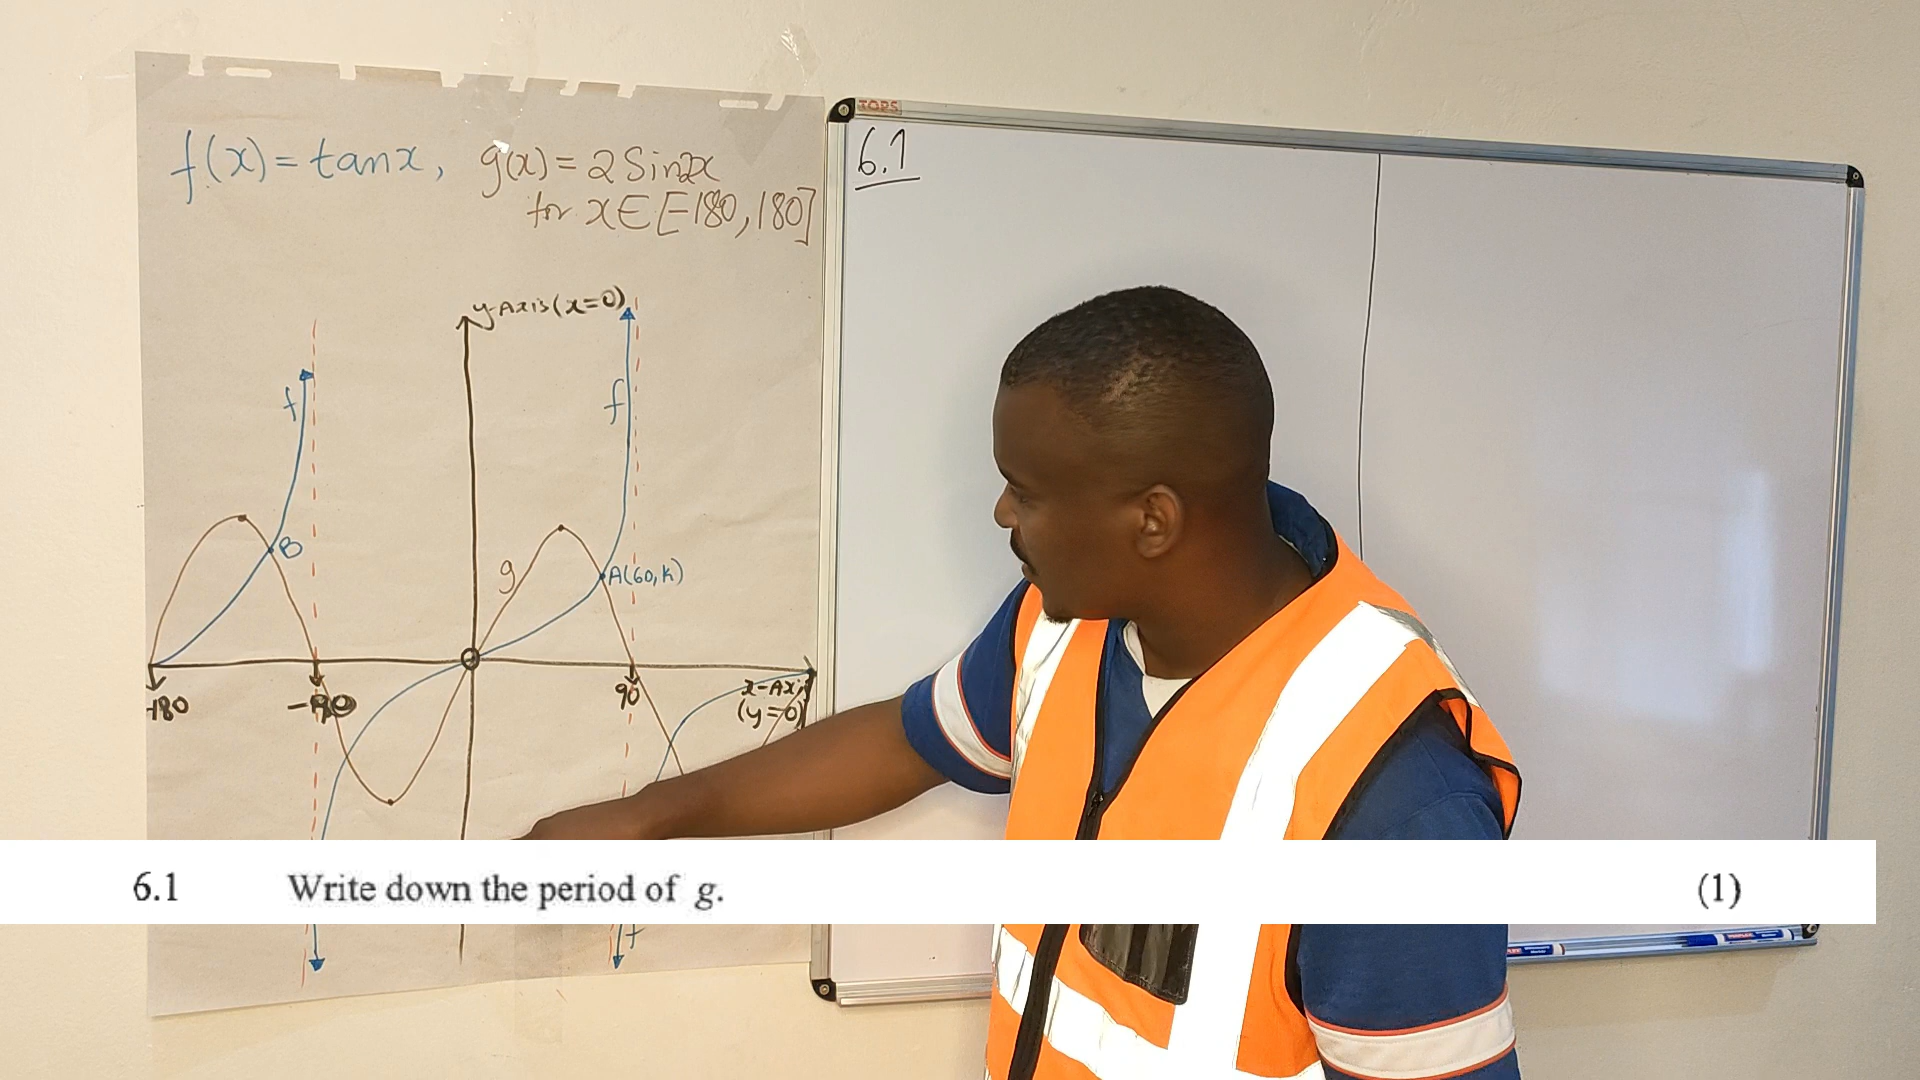 f(x) = tanx, g(x) = 2 Sin2x
for x ∈ [-180, 180]
TOPS
6.1
y-Axis (x=0)
f
f
B
g
A(60, k)
-180
-90
90
x-Axis
(y=0)
6.1 Write down the period of g. (1)
f